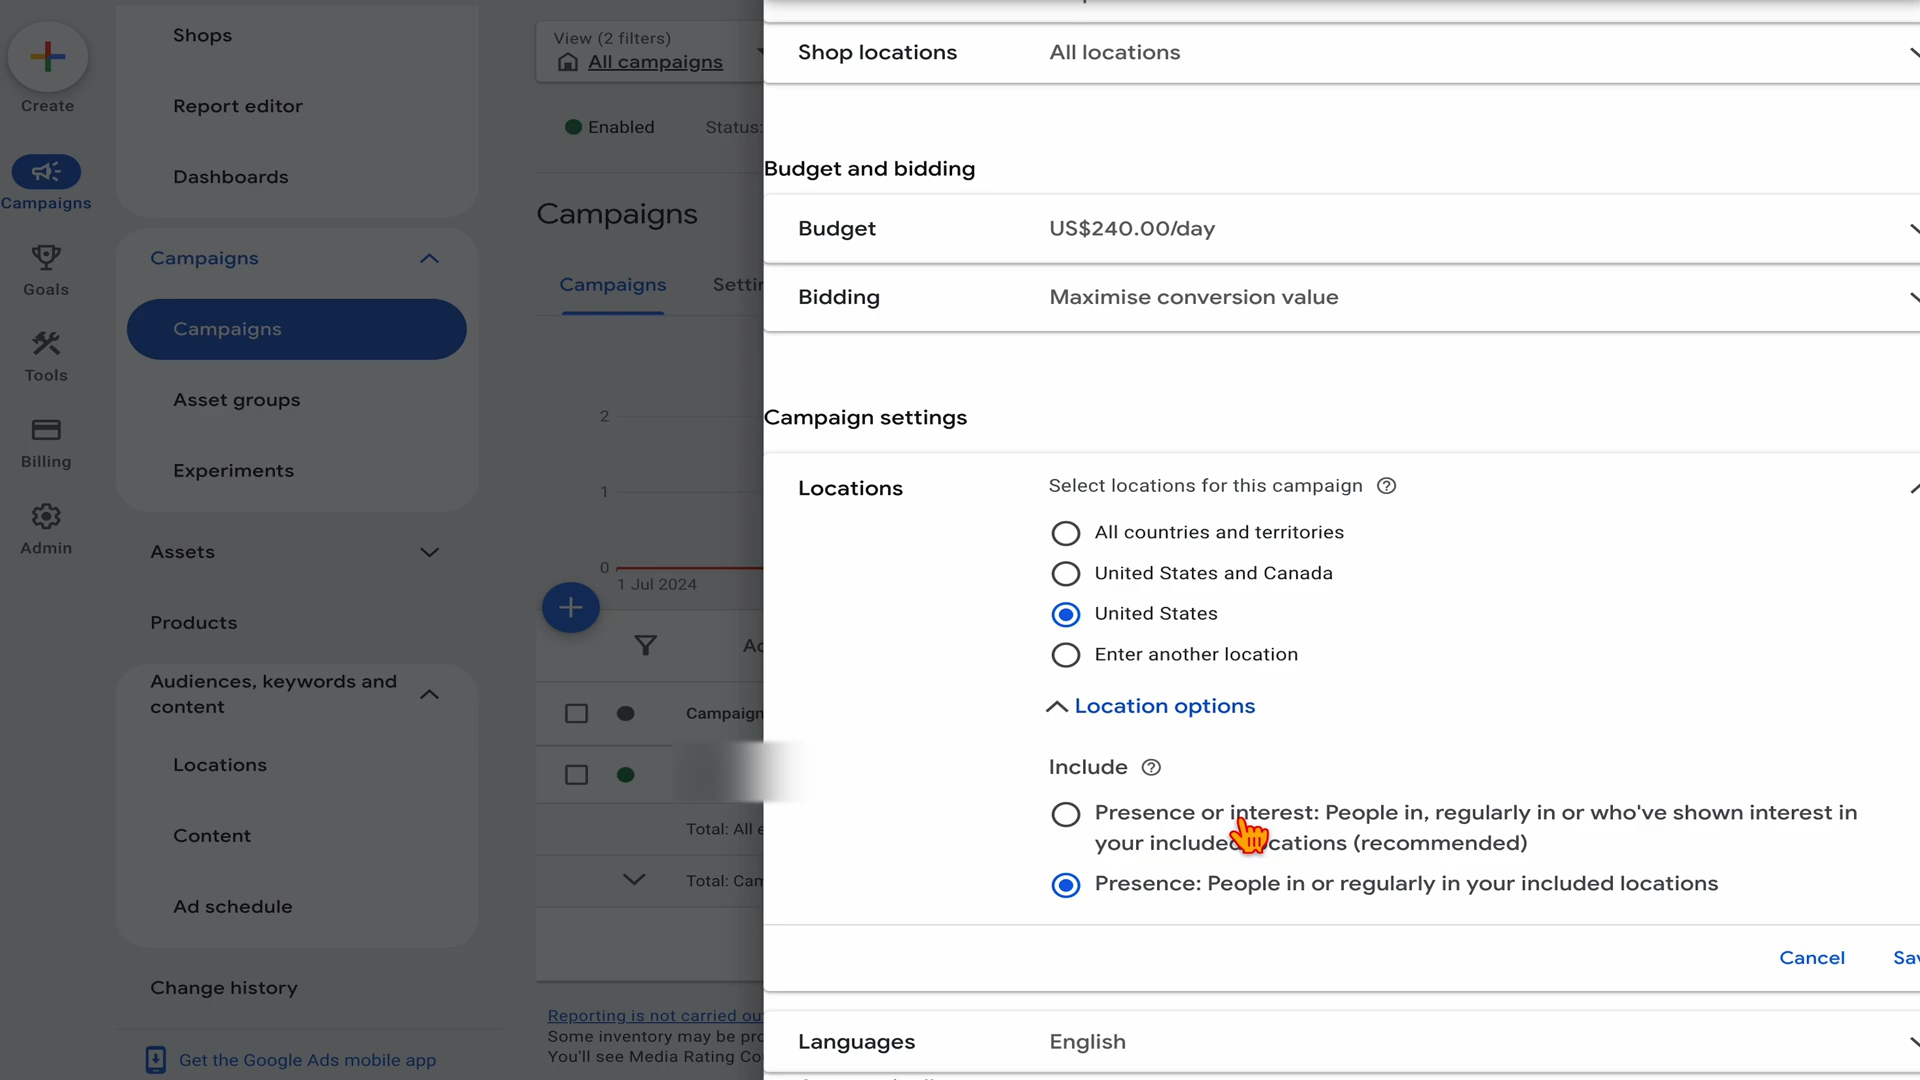 Create
Campaigns
Goals
Tools
Billing
Admin
Shops
Report editor
Dashboards
Campaigns
Campaigns
Asset groups
Experiments
Assets
Products
Audiences, keywords and
content
Locations
Content
Ad schedule
Change history
Get the Google Ads mobile app
View (2 filters)
All campaigns
Enabled
Status:
Campaigns
Campaigns
2
1
0
1 Jul 2024
Campaign
Total: All
Total:
Reporting is not carried
Some inventory may be
You'll see Media Rating
Shop locations
All locations
Budget and bidding
Budget
US$240.00/day
Bidding
Maximise conversion value
Campaign settings
Locations
Select locations for this campaign
All countries and territories
United States and Canada
United States
Enter another location
Location options
Include
Presence or interest: People in, regularly in or who've shown interest in
your included locations (recommended)
Presence: People in or regularly in your included locations
Cancel
Languages
English